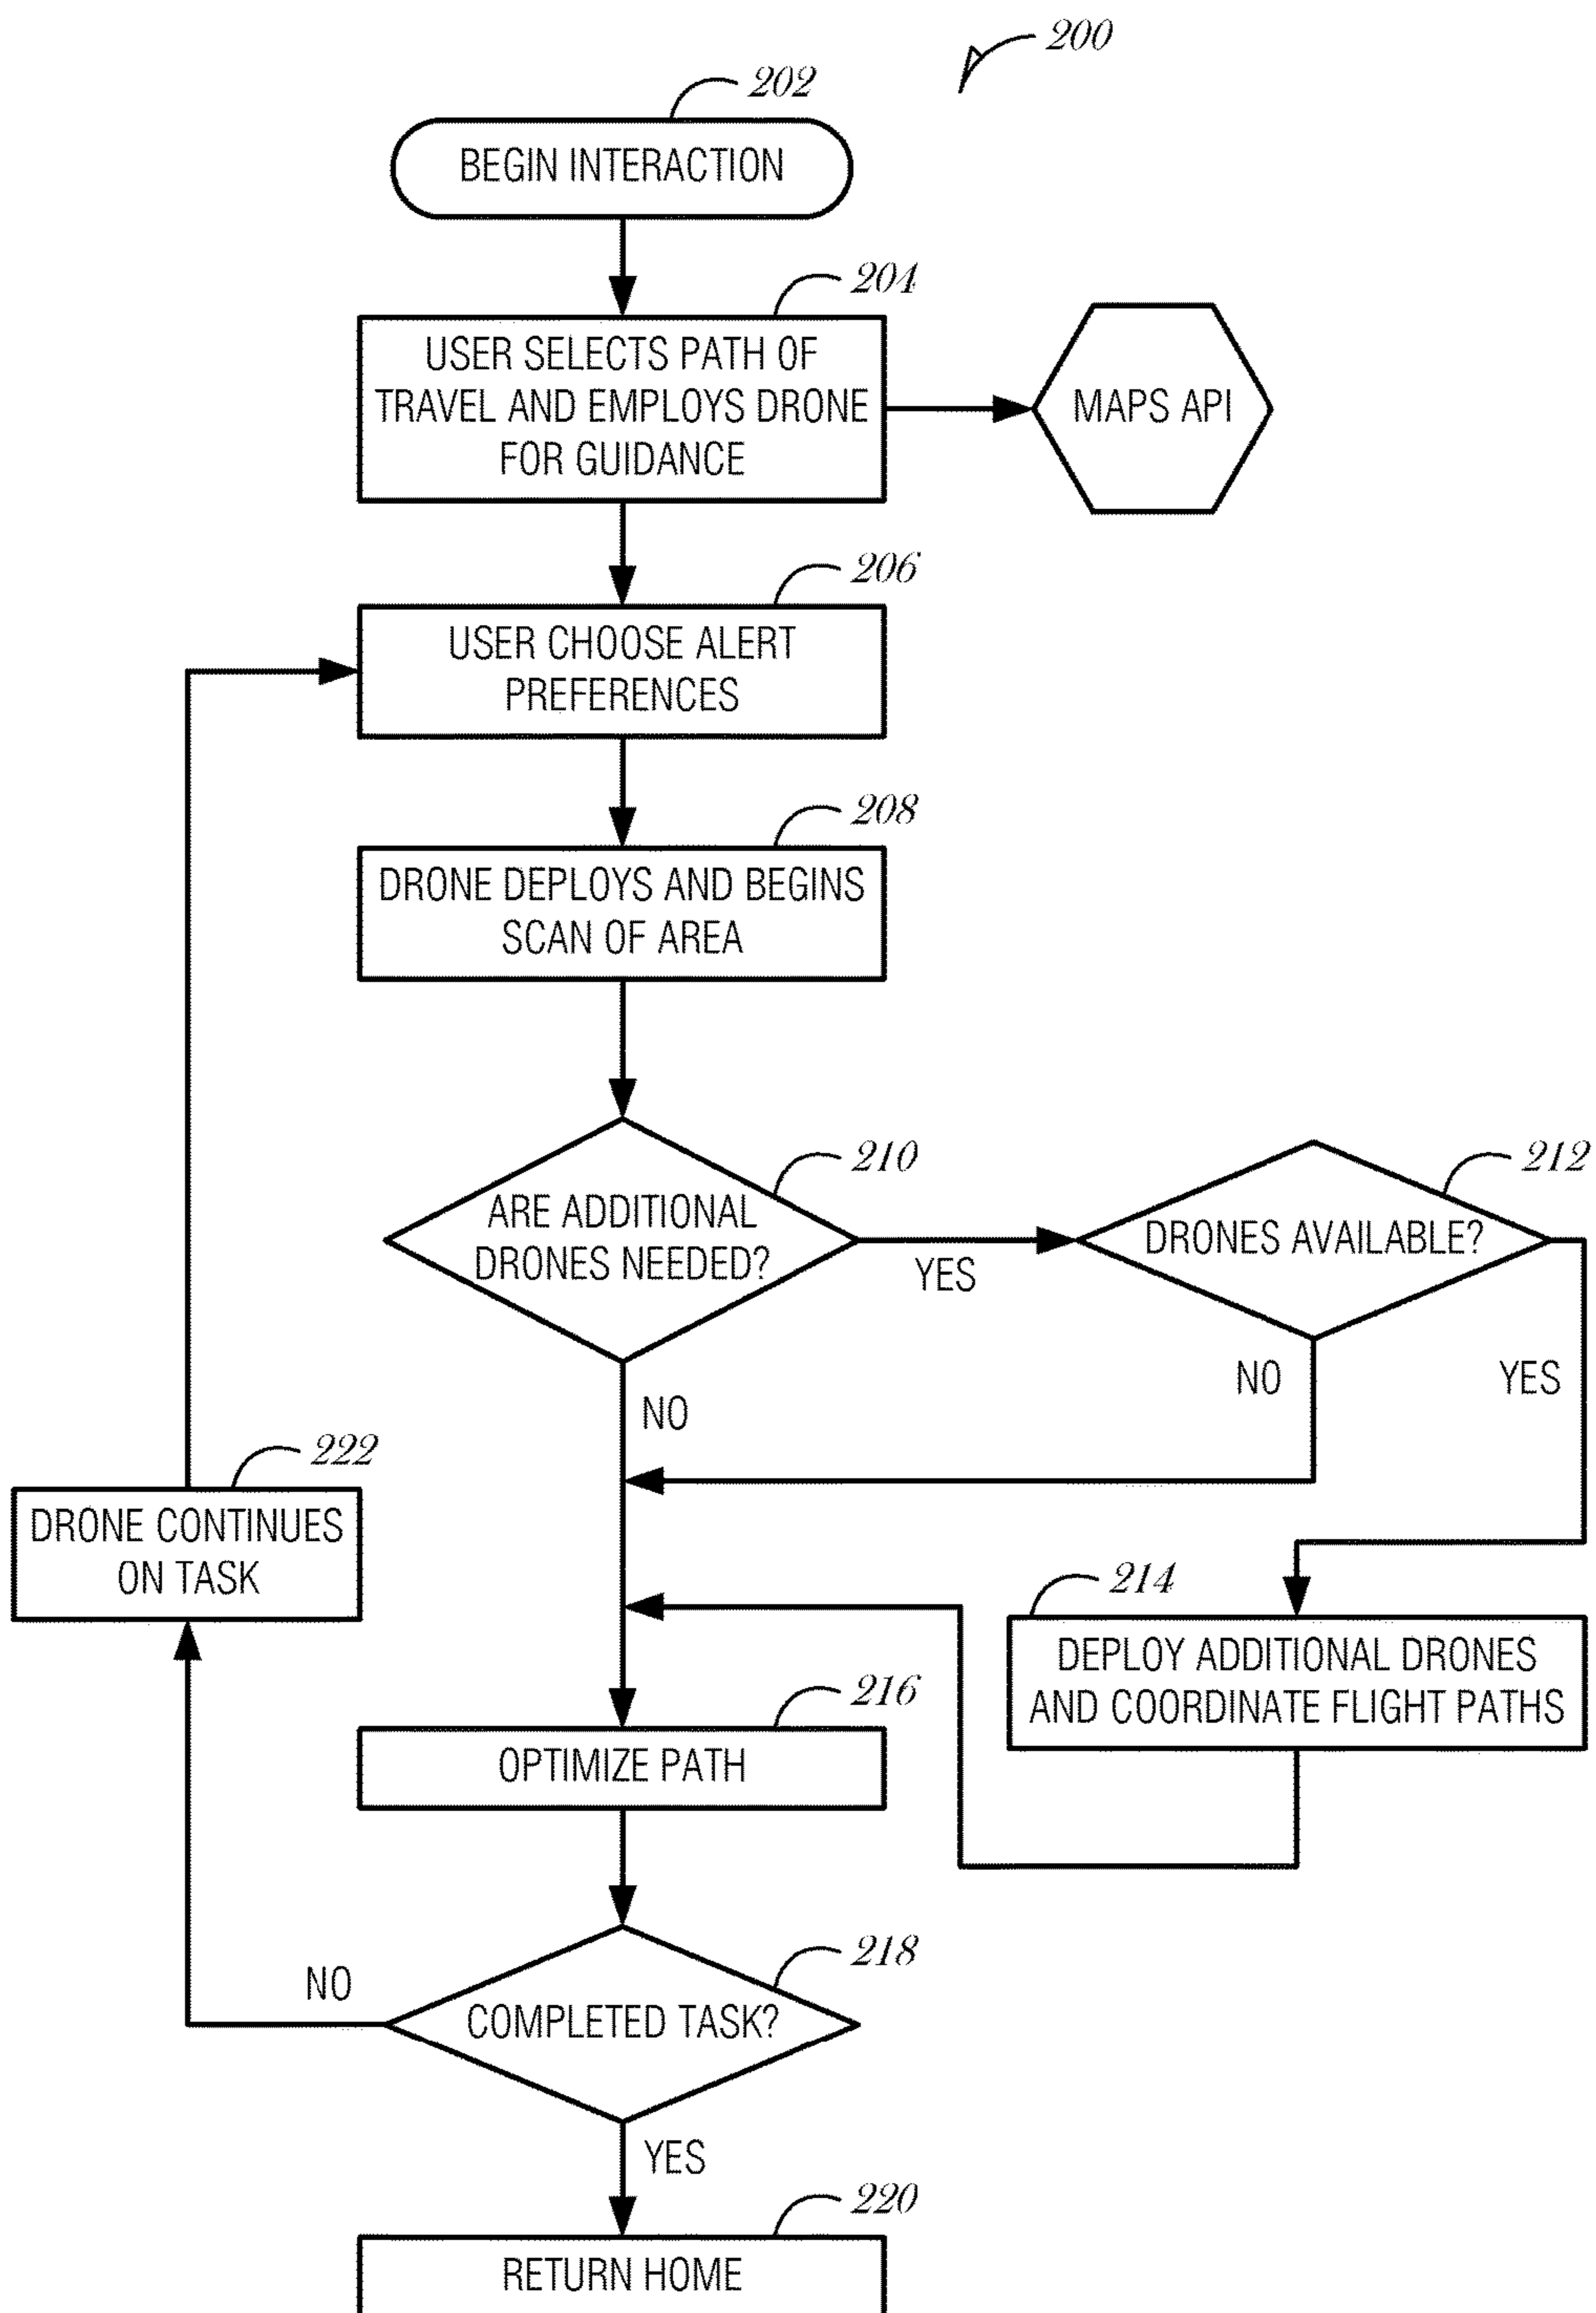 200
202
BEGIN INTERACTION
204
USER SELECTS PATH OF
TRAVEL AND EMPLOYS DRONE
FOR GUIDANCE
MAPS API
206
USER CHOOSE ALERT
PREFERENCES
208
DRONE DEPLOYS AND BEGINS
SCAN OF AREA
210
ARE ADDITIONAL
DRONES NEEDED?
YES
212
DRONES AVAILABLE?
NO
YES
NO
222
DRONE CONTINUES
ON TASK
214
DEPLOY ADDITIONAL DRONES
AND COORDINATE FLIGHT PATHS
216
OPTIMIZE PATH
218
COMPLETED TASK?
NO
YES
220
RETURN HOME